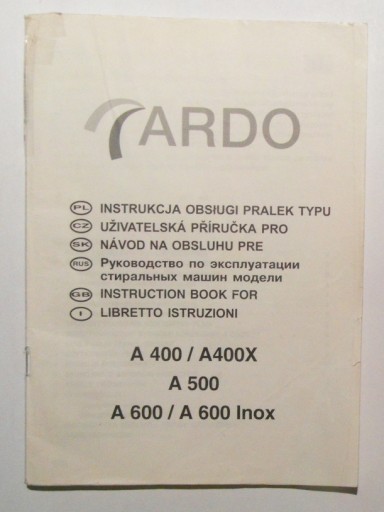 ARDO
PL INSTRUKCJA OBSŁUGI PRALEK TYPU
CZ UŽIVATELSKÁ PŘÍRUČKA PRO
SK NÁVOD NA OBSLUHU PRE
RUS Руководство по эксплуатации
стиральных машин модели
GB INSTRUCTION BOOK FOR
I LIBRETTO ISTRUZIONI
A 400 / A400X
A 500
A 600 / A 600 Inox